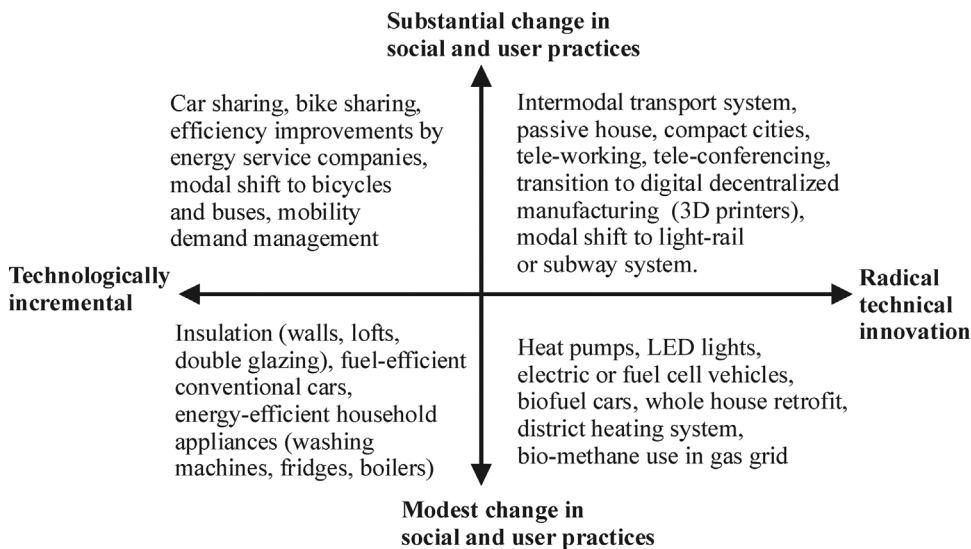 Substantial change in
social and user practices
Car sharing, bike sharing,
efficiency improvements by
energy service companies,
modal shift to bicycles
and buses, mobility
demand management
Intermodal transport system,
passive house, compact cities,
tele-working, tele-conferencing,
transition to digital decentralized
manufacturing (3D printers),
modal shift to light-rail
or subway system.
Technologically
incremental
Radical
technical
innovation
Insulation (walls, lofts,
double glazing), fuel-efficient
conventional cars,
energy-efficient household
appliances (washing
machines, fridges, boilers)
Heat pumps, LED lights,
electric or fuel cell vehicles,
biofuel cars, whole house retrofit,
district heating system,
bio-methane use in gas grid
Modest change in
social and user practices